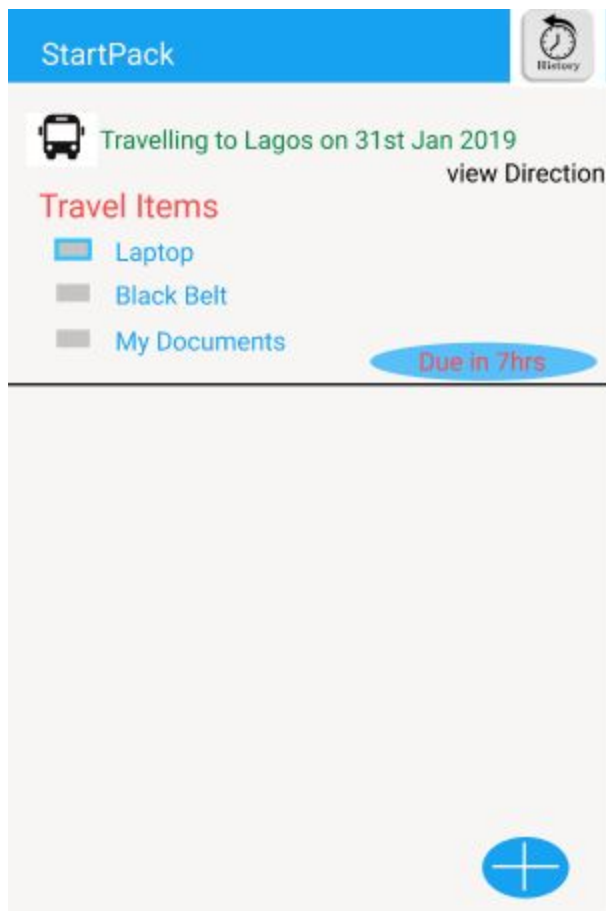 StartPack
History
Travelling to Lagos on 31st Jan 2019
view Direction
Travel Items
Laptop
Black Belt
My Documents
Due in 7hrs